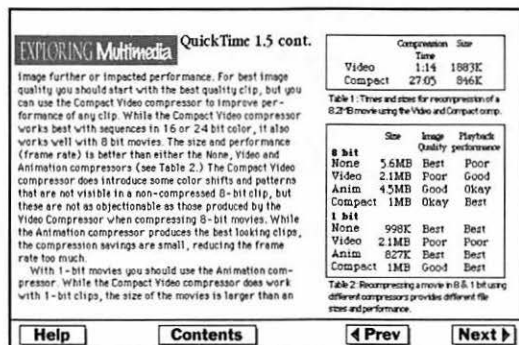 EXPLORING Multimedia
QuickTime 1.5 cont.
image further or impacted performance. For best image
quality you should start with the best quality clip, but you
can use the Compact Video compressor to improve per-
formance of any clip. While the Compact Video compressor
works best with sequences in 16 or 24 bit color, it also
works well with 8 bit movies. The size and performance
(frame rate) is better than either the None, Video and
Animation compressors (see Table 2.) The Compact Video
compressor does introduce some color shifts and patterns
that are not visible in a non-compressed 8-bit clip, but
these are not as objectionable as those produced by the
Video Compressor when compressing 8-bit movies. While
the Animation compressor produces the best looking clips,
the compression savings are small, reducing the frame
rate too much.
With 1-bit movies you should use the Animation com-
pressor. While the Compact Video compressor does work
with 1-bit clips, the size of the movies is larger than an
Compression Size
Time
Video 1:14 1883K
Compact 27:05 846K
Table 1: Times and sizes for recompression of a
8.2MB movie using the Video and Compact comp.
Size Image Playback
Quality performance
8 bit
None 5.6MB Best Poor
Video 2.1MB Poor Good
Anim 4.5MB Good Okay
Compact 1MB Okay Best
1 bit
None 998K Best Best
Video 2.1MB Poor Poor
Anim 827K Best Best
Compact 1MB Good Best
Table 2: Recompressing a movie in 8 & 1 bit using
different compressors provides different file
sizes and performance.
Help Contents Prev Next